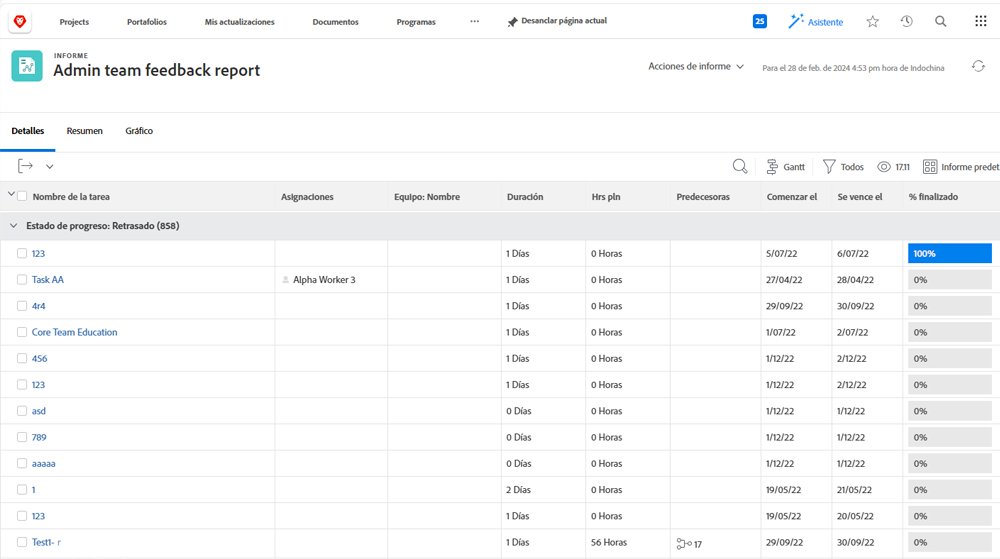 Projects Portafolios Mis actualizaciones Documentos Programas ··· Desanclar página actual 25 Asistente
INFORME
Admin team feedback report
Acciones de informe Para el 28 de feb. de 2024 4:53 pm hora de Indochina
Detalles Resumen Gráfico
Gantt Todos 17.11 Informe predet
Nombre de la tarea Asignaciones Equipo: Nombre Duración Hrs pln Predecesoras Comenzar el Se vence el % finalizado
Estado de progreso: Retrasado (858)
123 1 Días 0 Horas 5/07/22 6/07/22 100%
Task AA Alpha Worker 3 1 Días 0 Horas 27/04/22 28/04/22 0%
4r4 1 Días 0 Horas 29/09/22 30/09/22 0%
Core Team Education 1 Días 0 Horas 1/07/22 2/07/22 0%
456 1 Días 0 Horas 1/12/22 2/12/22 0%
123 1 Días 0 Horas 1/12/22 2/12/22 0%
asd 0 Días 0 Horas 1/12/22 1/12/22 0%
789 0 Días 0 Horas 1/12/22 1/12/22 0%
aaaaa 0 Días 0 Horas 1/12/22 1/12/22 0%
1 2 Días 0 Horas 19/05/22 21/05/22 0%
123 1 Días 0 Horas 19/05/22 20/05/22 0%
Test1- r 1 Días 56 Horas 17 29/09/22 30/09/22 0%